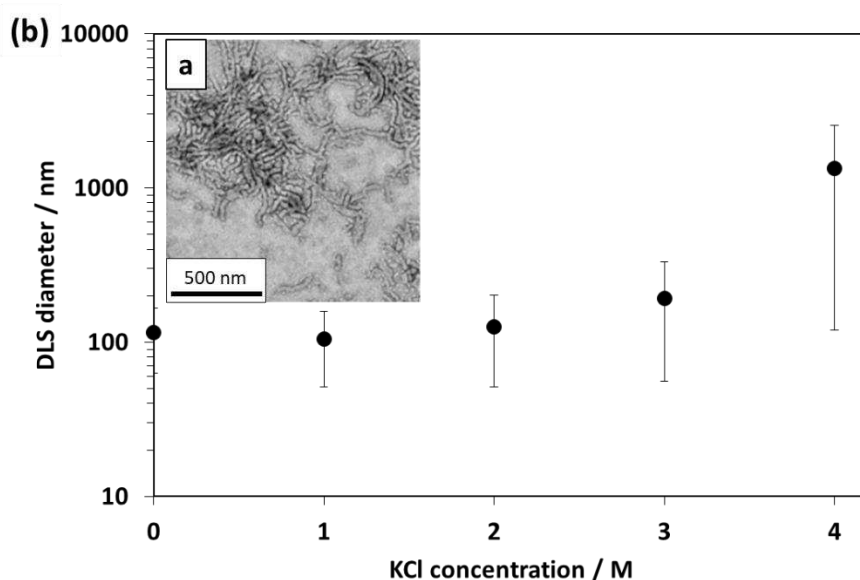 (b)
10000
a
1000
DLS diameter / nm
500 nm
100
10
0 1 2 3 4
KCl concentration / M